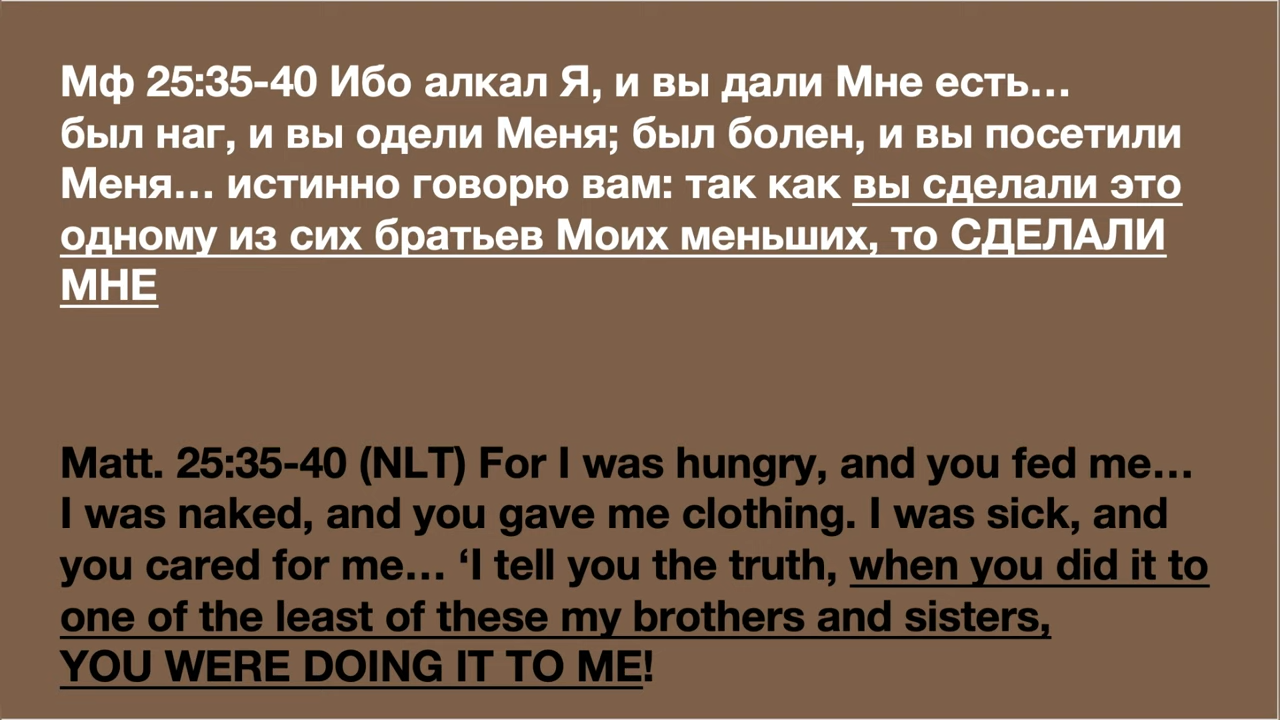 Мф 25:35-40 Ибо алкал Я, и вы дали Мне есть…
был наг, и вы одели Меня; был болен, и вы посетили
Меня… истинно говорю вам: так как вы сделали это
одному из сих братьев Моих меньших, то СДЕЛАЛИ
МНЕ
Matt. 25:35-40 (NLT) For I was hungry, and you fed me…
I was naked, and you gave me clothing. I was sick, and
you cared for me… ‘I tell you the truth, when you did it to
one of the least of these my brothers and sisters,
YOU WERE DOING IT TO ME!